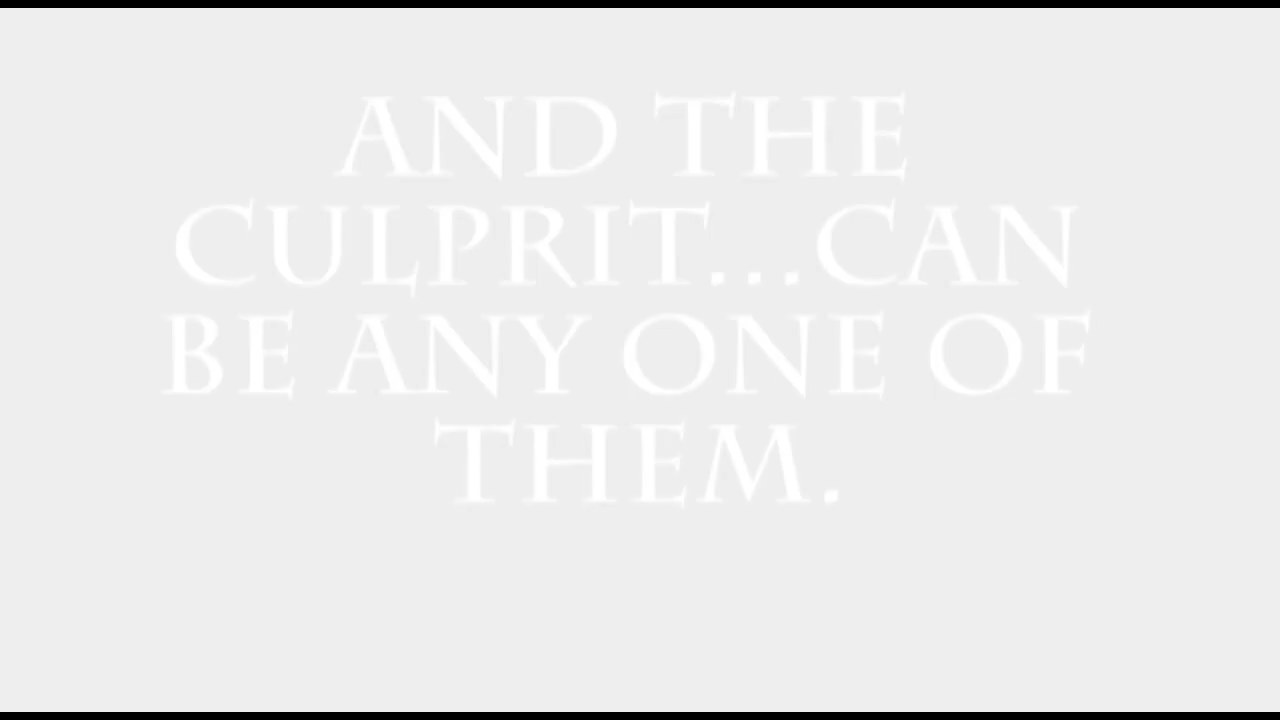 AND THE
CULPRIT...CAN
BE ANY ONE OF
THEM.